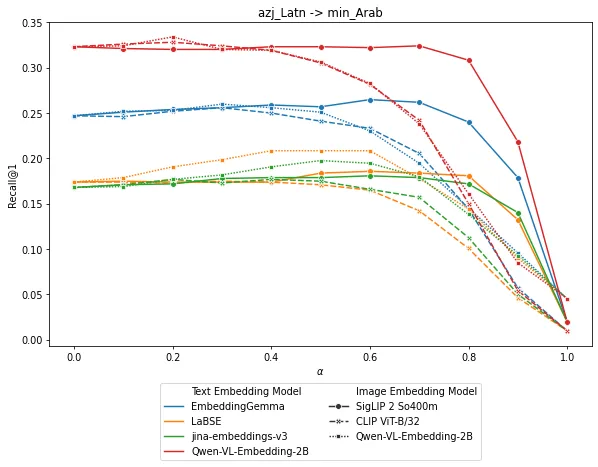 azj_Latn -> min_Arab
Recall@1
0.35
0.30
0.25
0.20
0.15
0.10
0.05
0.00
0.0 0.2 0.4 0.6 0.8 1.0
α
Text Embedding Model Image Embedding Model
EmbeddingGemma SigLIP 2 So400m
LaBSE CLIP ViT-B/32
jina-embeddings-v3 Qwen-VL-Embedding-2B
Qwen-VL-Embedding-2B